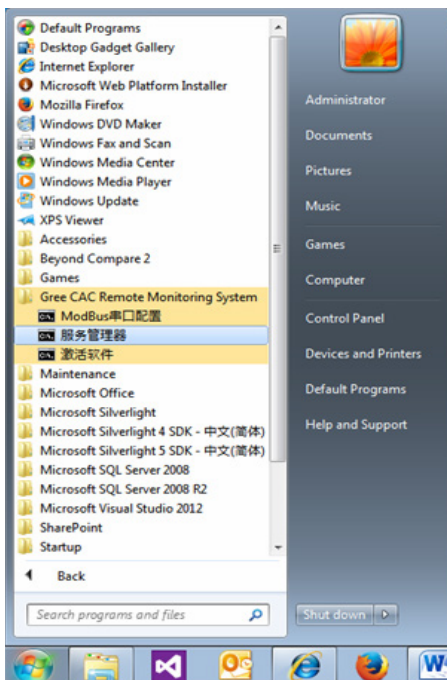 Default Programs
Desktop Gadget Gallery
Internet Explorer
Microsoft Web Platform Installer
Mozilla Firefox
Windows DVD Maker
Windows Fax and Scan
Windows Media Center
Windows Media Player
Windows Update
XPS Viewer
Accessories
Beyond Compare 2
Games
Gree CAC Remote Monitoring System
ModBus串口配置
服务管理器
激活软件
Maintenance
Microsoft Office
Microsoft Silverlight
Microsoft Silverlight 4 SDK - 中文(简体)
Microsoft Silverlight 5 SDK - 中文(简体)
Microsoft SQL Server 2008
Microsoft SQL Server 2008 R2
Microsoft Visual Studio 2012
SharePoint
Startup
Back
Search programs and files
Administrator
Documents
Pictures
Music
Games
Computer
Control Panel
Devices and Printers
Default Programs
Help and Support
Shut down